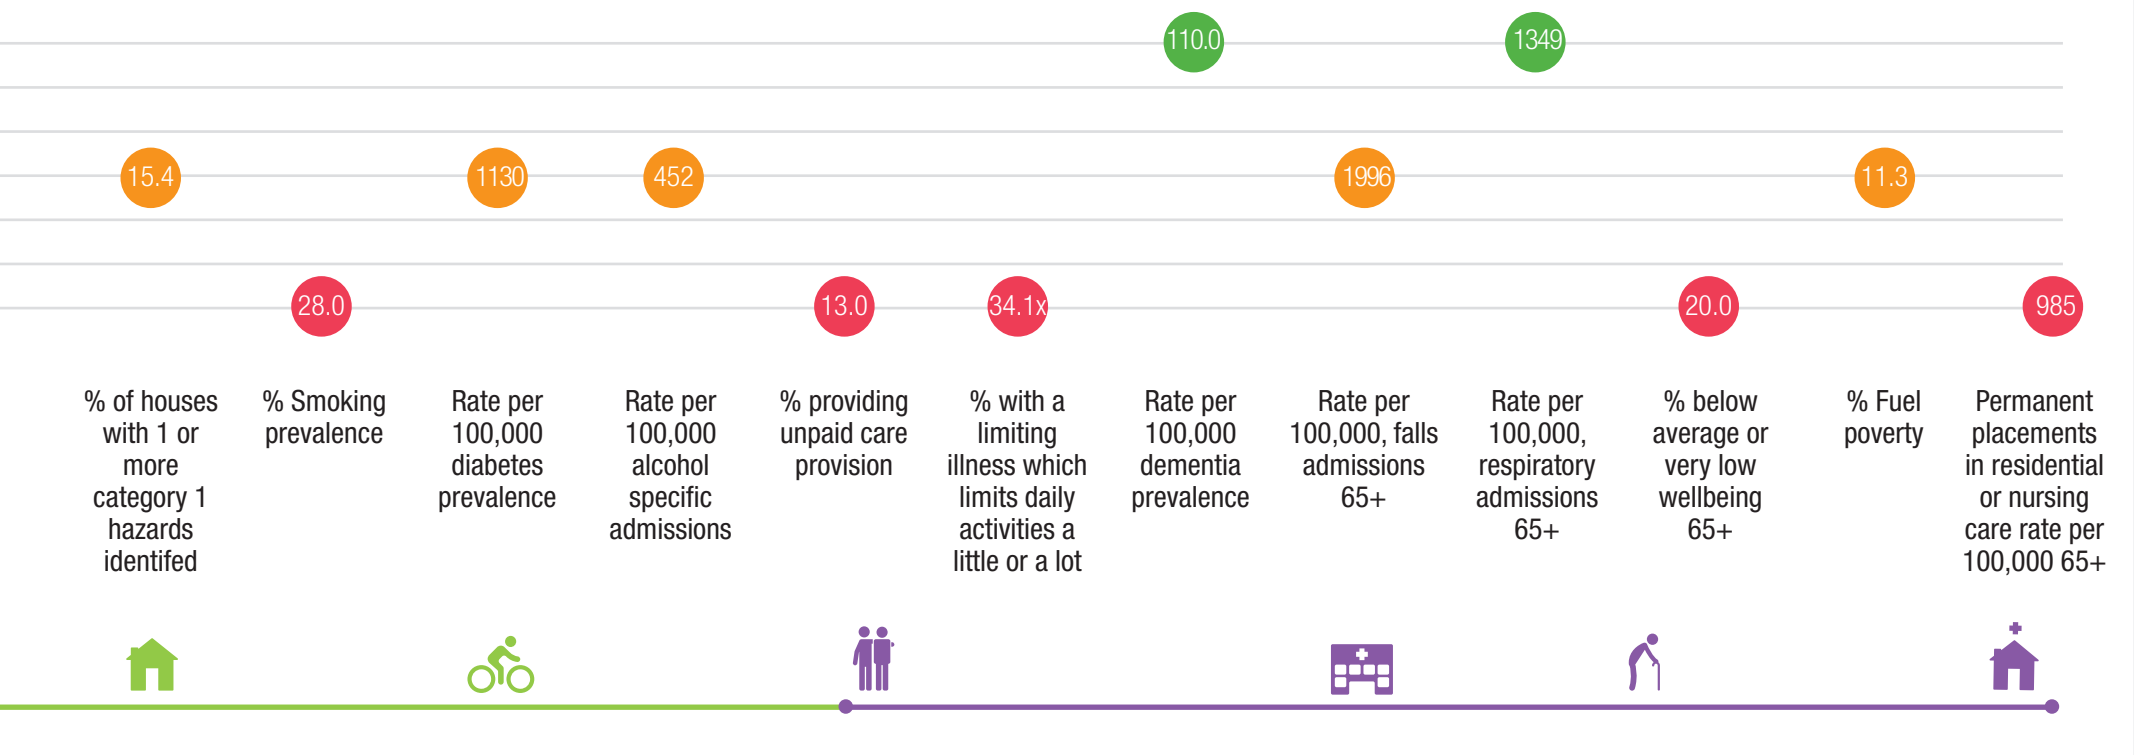 110.0
1349
15.4
1130
452
1996
11.3
28.0
13.0
34.1x
20.0
985
% of houses
with 1 or
more
category 1
hazards
identifed
% Smoking
prevalence
Rate per
100,000
diabetes
prevalence
Rate per
100,000
alcohol
specific
admissions
% providing
unpaid care
provision
% with a
limiting
illness which
limits daily
activities a
little or a lot
Rate per
100,000
dementia
prevalence
Rate per
100,000, falls
admissions
65+
Rate per
100,000,
respiratory
admissions
65+
% below
average or
very low
wellbeing
65+
% Fuel
poverty
Permanent
placements
in residential
or nursing
care rate per
100,000 65+